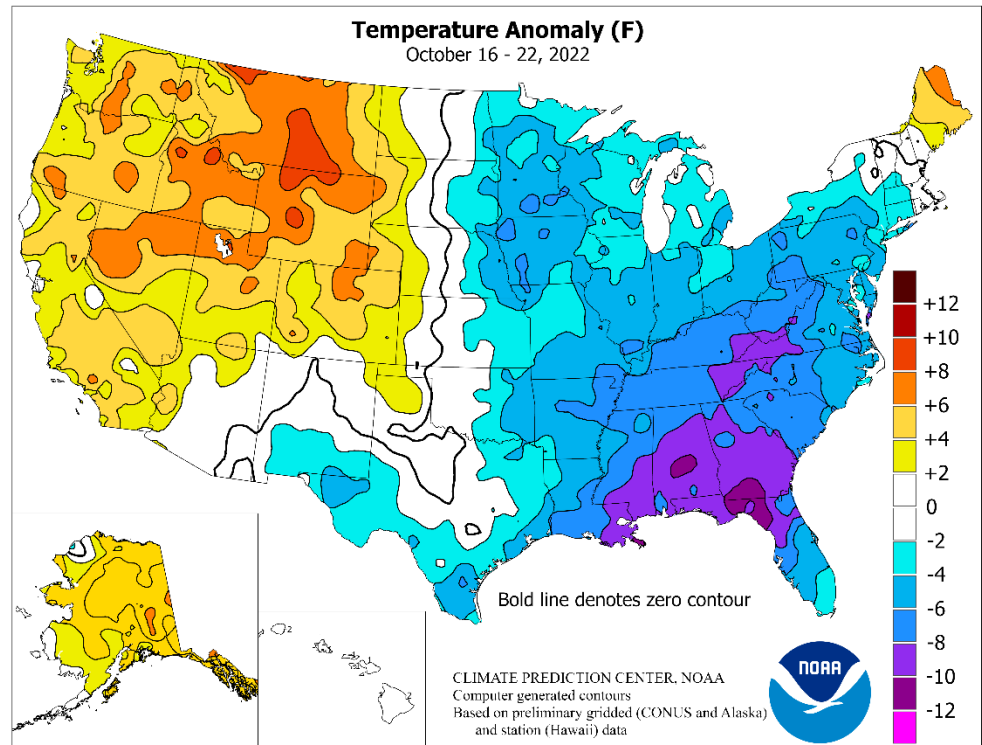 Temperature Anomaly (F)
October 16 - 22, 2022
+12
+10
+8
+6
+4
+2
0
-2
-4
-6
-8
-10
-12
Bold line denotes zero contour
2
CLIMATE PREDICTION CENTER, NOAA
Computer generated contours
Based on preliminary gridded (CONUS and Alaska)
and station (Hawaii) data
NOAA